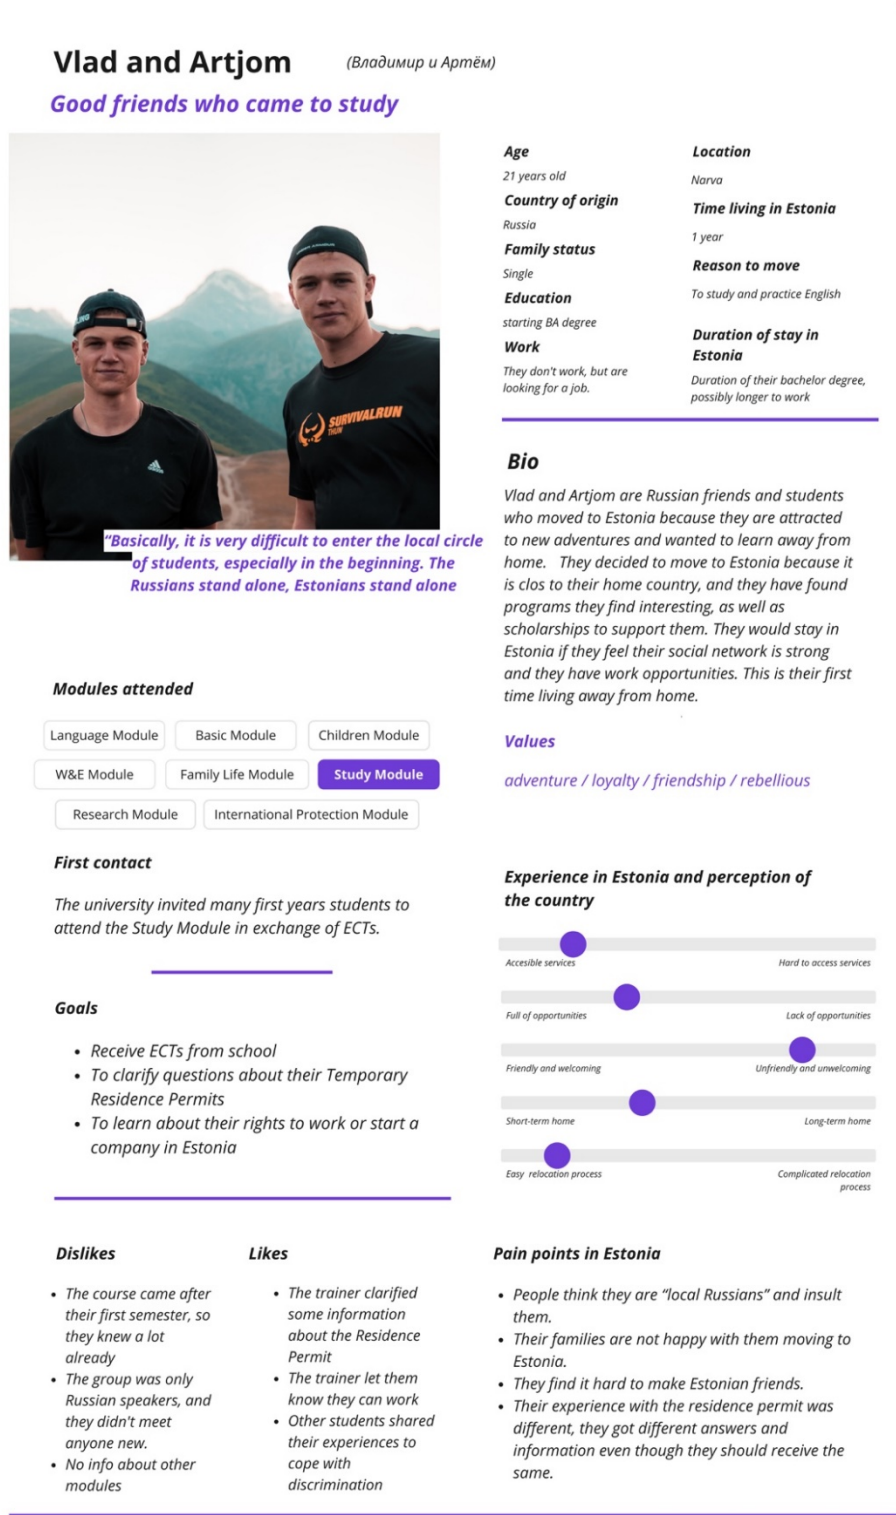 Vlad and Artjom
(Владимир и Артём)
Good friends who came to study
LING
SURVIVALRUN
THUN
“Basically, it is very difficult to enter the local circle
of students, especially in the beginning. The
Russians stand alone, Estonians stand alone
Age
21 years old
Country of origin
Russia
Family status
Single
Education
starting BA degree
Work
They don't work, but are
looking for a job.
Location
Narva
Time living in Estonia
1 year
Reason to move
To study and practice English
Duration of stay in
Estonia
Duration of their bachelor degree,
possibly longer to work
Bio
Vlad and Artjom are Russian friends and students
who moved to Estonia because they are attracted
to new adventures and wanted to learn away from
home. They decided to move to Estonia because it
is clos to their home country, and they have found
programs they find interesting, as well as
scholarships to support them. They would stay in
Estonia if they feel their social network is strong
and they have work opportunities. This is their first
time living away from home.
Values
adventure / loyalty / friendship / rebellious
Modules attended
Language Module
Basic Module
Children Module
W&E Module
Family Life Module
Study Module
Research Module
International Protection Module
First contact
The university invited many first years students to
attend the Study Module in exchange of ECTs.
Goals
• Receive ECTs from school
• To clarify questions about their Temporary
Residence Permits
• To learn about their rights to work or start a
company in Estonia
Experience in Estonia and perception of
the country
Accesible services
Hard to access services
Full of opportunities
Lack of opportunities
Friendly and welcoming
Unfriendly and unwelcoming
Short-term home
Long-term home
Easy relocation process
Complicated relocation
process
Dislikes
• The course came after
their first semester, so
they knew a lot
already
• The group was only
Russian speakers, and
they didn't meet
anyone new.
• No info about other
modules
Likes
• The trainer clarified
some information
about the Residence
Permit
• The trainer let them
know they can work
• Other students shared
their experiences to
cope with
discrimination
Pain points in Estonia
• People think they are “local Russians” and insult
them.
• Their families are not happy with them moving to
Estonia.
• They find it hard to make Estonian friends.
• Their experience with the residence permit was
different, they got different answers and
information even though they should receive the
same.